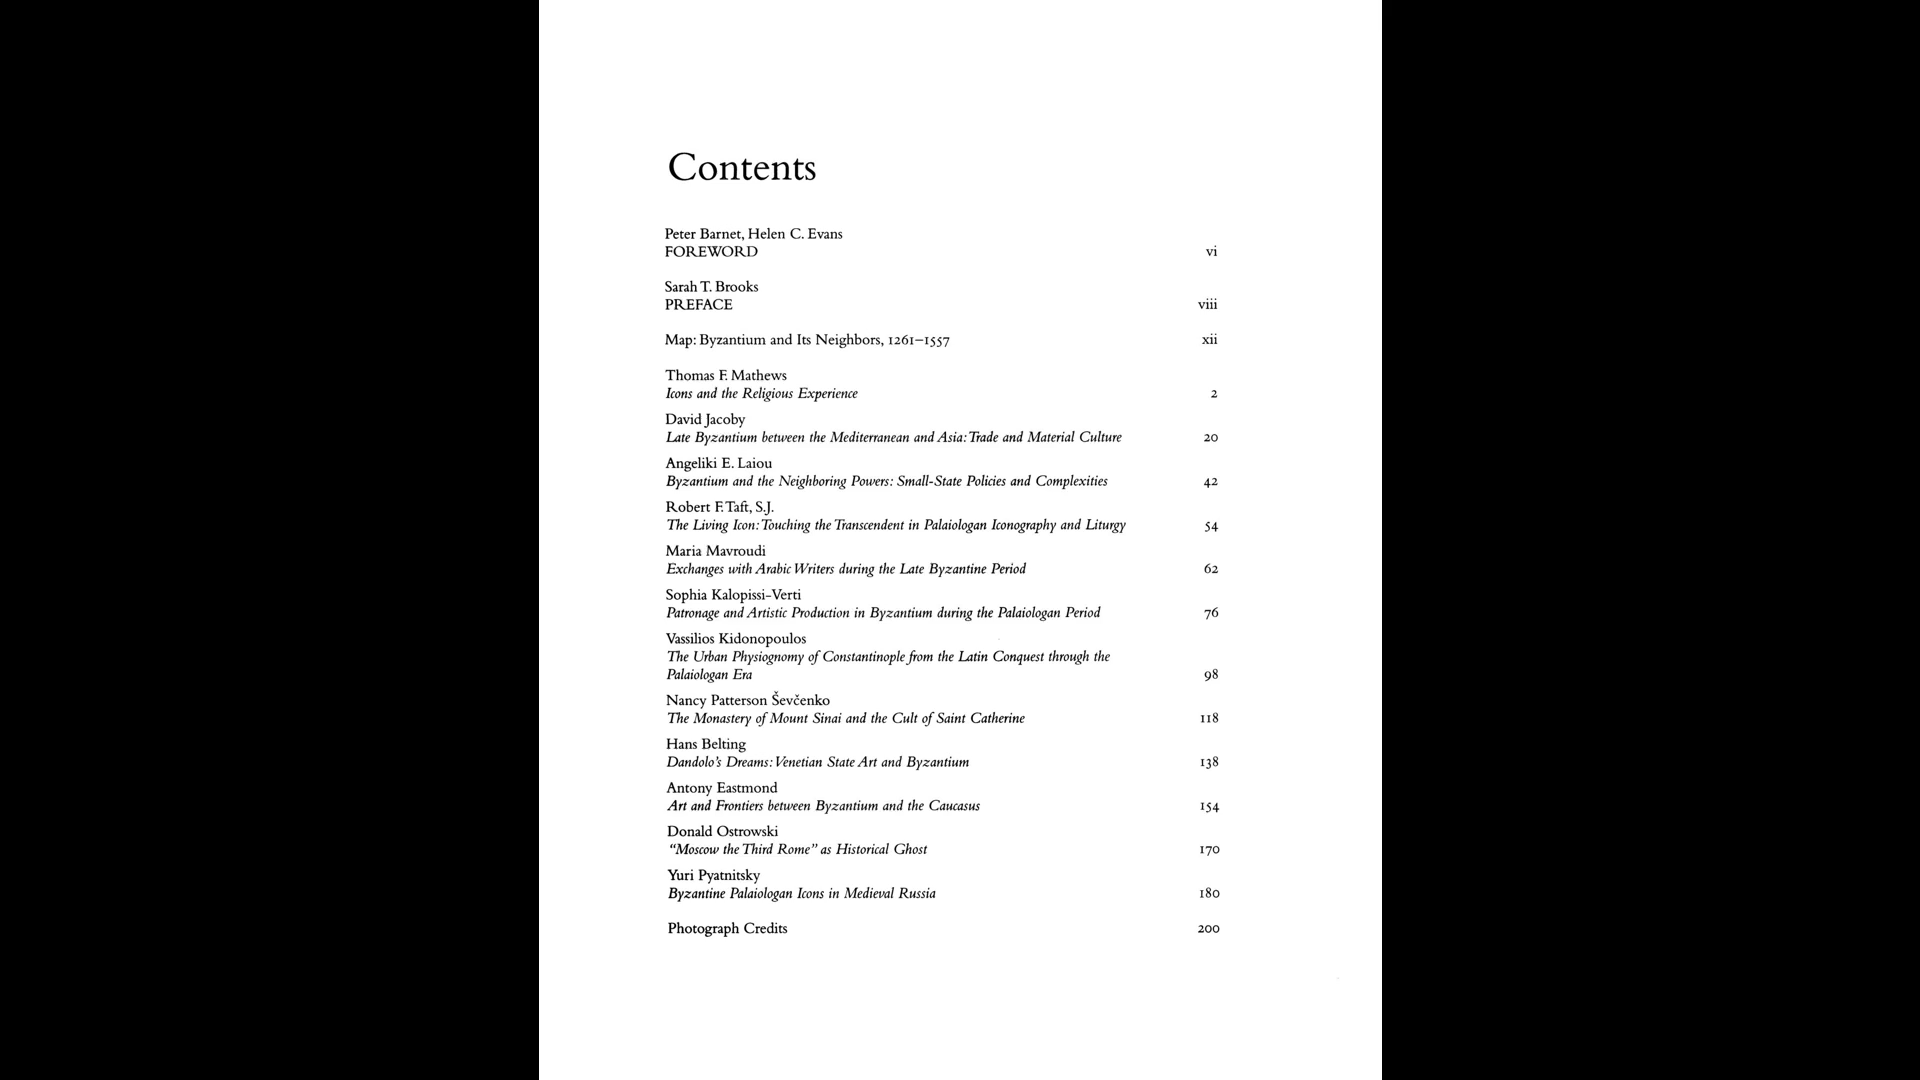 Contents
Peter Barnet, Helen C. Evans
FOREWORD vi
Sarah T. Brooks
PREFACE viii
Map: Byzantium and Its Neighbors, 1261–1557 xii
Thomas F. Mathews
Icons and the Religious Experience 2
David Jacoby
Late Byzantium between the Mediterranean and Asia: Trade and Material Culture 20
Angeliki E. Laiou
Byzantium and the Neighboring Powers: Small-State Policies and Complexities 42
Robert F. Taft, S.J.
The Living Icon: Touching the Transcendent in Palaiologan Iconography and Liturgy 54
Maria Mavroudi
Exchanges with Arabic Writers during the Late Byzantine Period 62
Sophia Kalopissi-Verti
Patronage and Artistic Production in Byzantium during the Palaiologan Period 76
Vassilios Kidonopoulos
The Urban Physiognomy of Constantinople from the Latin Conquest through the
Palaiologan Era 98
Nancy Patterson Ševčenko
The Monastery of Mount Sinai and the Cult of Saint Catherine 118
Hans Belting
Dandolo's Dreams: Venetian State Art and Byzantium 138
Antony Eastmond
Art and Frontiers between Byzantium and the Caucasus 154
Donald Ostrowski
“Moscow the Third Rome” as Historical Ghost 170
Yuri Pyatnitsky
Byzantine Palaiologan Icons in Medieval Russia 180
Photograph Credits 200